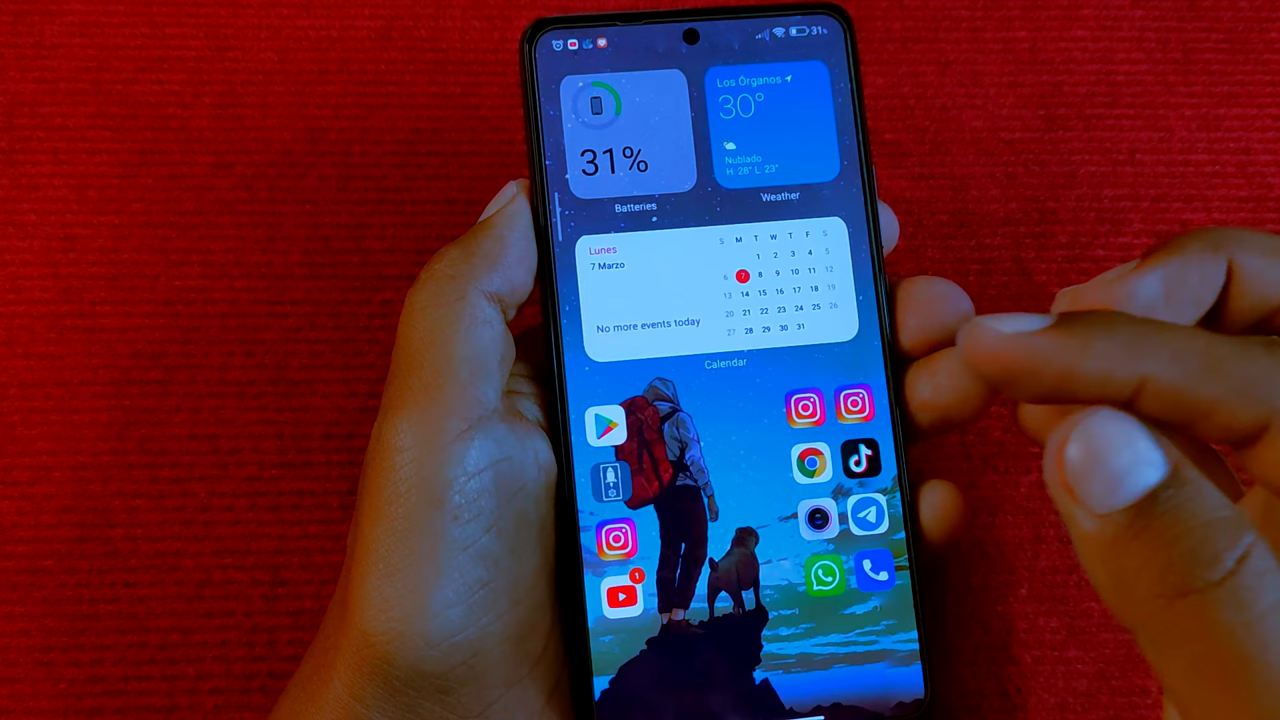 31%
Los Órganos
30°
31%
Nublado
H: 28° L: 23°
Batteries
Weather
Lunes
7 Marzo
No more events today
S M T W T F S
1 2 3 4 5
6 7 8 9 10 11 12
13 14 15 16 17 18 19
20 21 22 23 24 25 26
27 28 29 30 31
Calendar
1